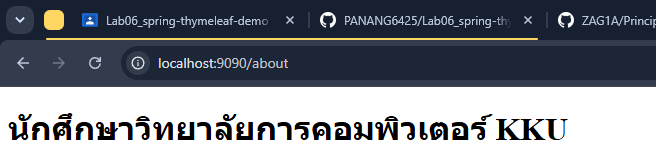 Lab06_spring-thymeleaf-demo
PANANG6425/Lab06_spring-thy
ZAG1A/Princip
localhost:9090/about
นักศึกษาวิทยาลัยการคอมพิวเตอร์ KKU